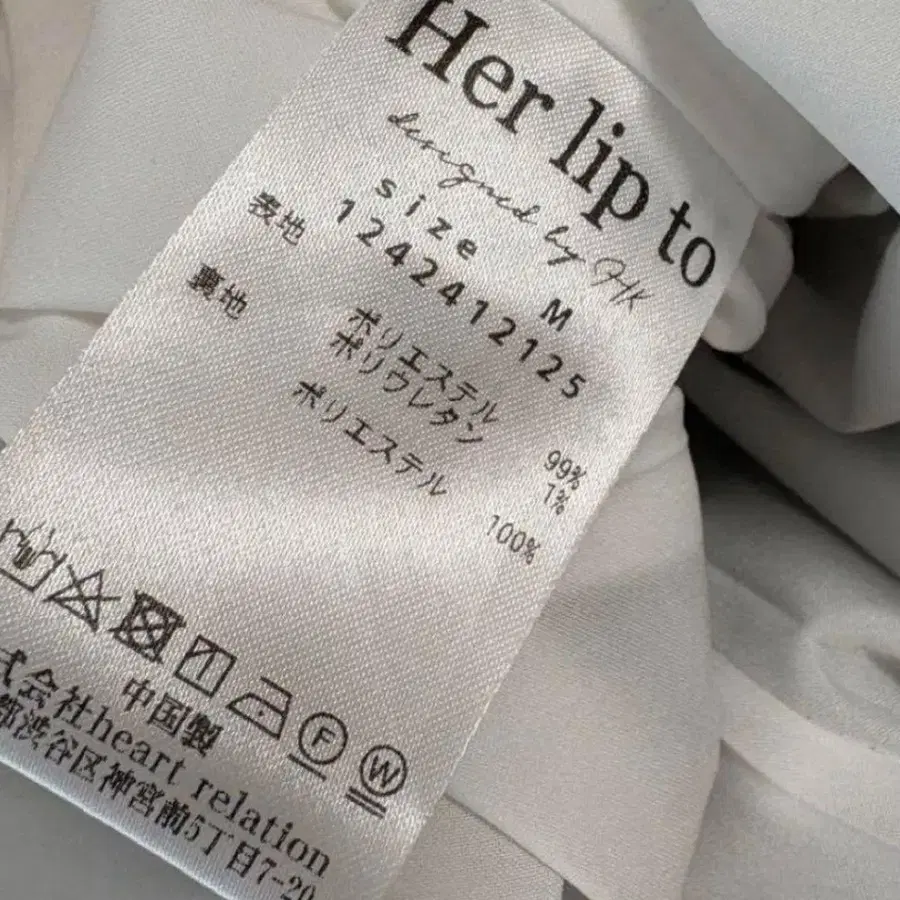 Her lip to
designed by HK
size M
1242412125
表地 ポリエステル 99%
ポリウレタン 1%
裏地 ポリエステル 100%
F W
中国製
式会社heart relation
都渋谷区神宮前5丁目7-20